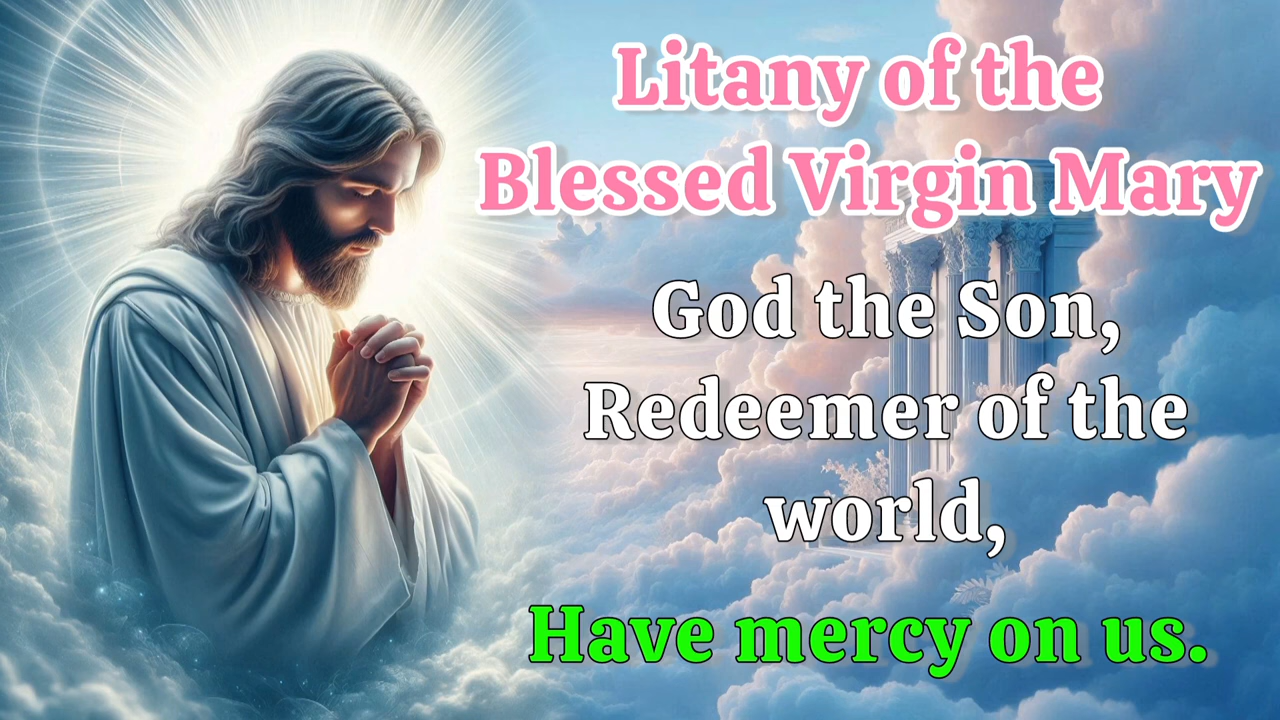 Litany of the
Blessed Virgin Mary
God the Son,
Redeemer of the
world,
Have mercy on us.